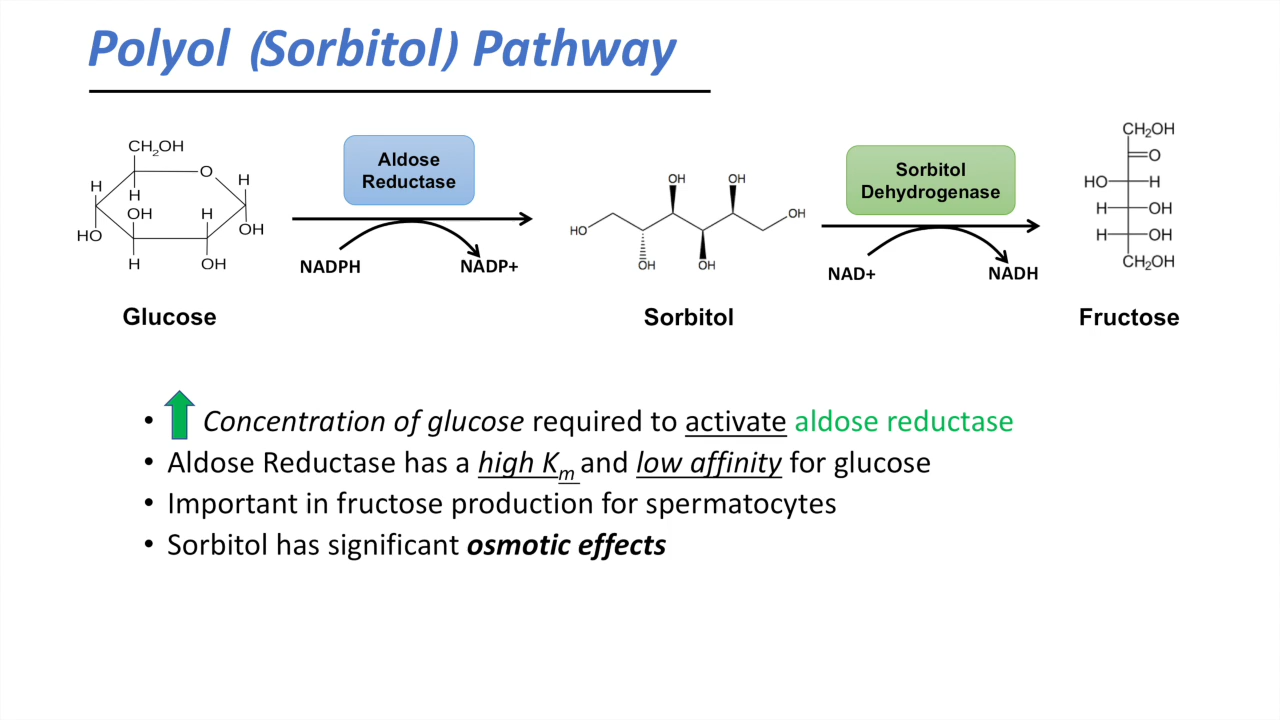 Polyol (Sorbitol) Pathway
CH₂OH
O
H
H
H
OH
H
HO
OH
H
OH
Aldose
Reductase
NADPH
NADP+
Glucose
OH
OH
HO
OH
OH
OH
Sorbitol
Sorbitol
Dehydrogenase
NAD+
NADH
CH₂OH
O
HO H
H OH
H OH
CH₂OH
Fructose
• Concentration of glucose required to activate aldose reductase
• Aldose Reductase has a high Kₘ and low affinity for glucose
• Important in fructose production for spermatocytes
• Sorbitol has significant osmotic effects